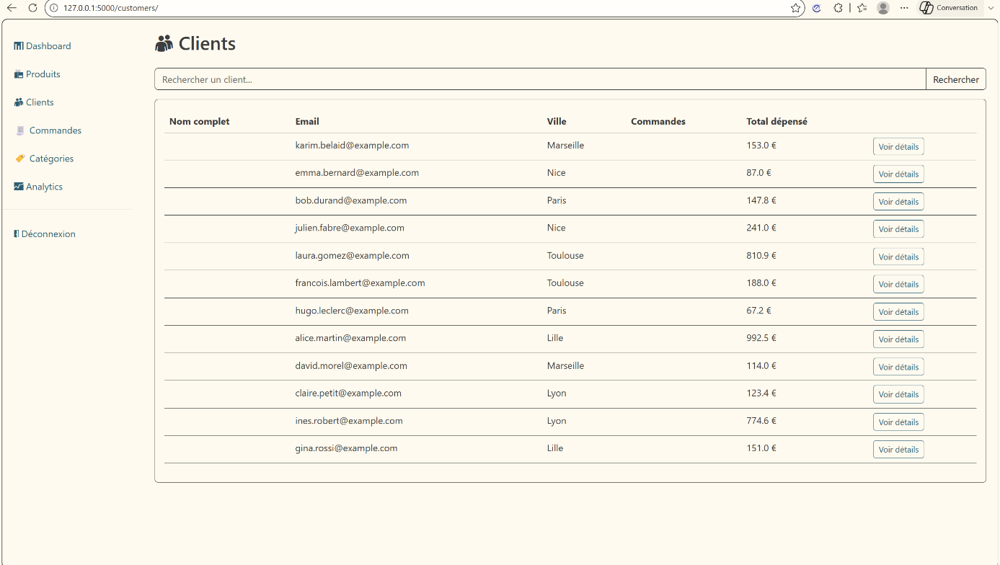 127.0.0.1:5000/customers/
Conversation
Dashboard
Produits
Clients
Commandes
Catégories
Analytics
Déconnexion
Clients
Rechercher un client... Rechercher
Nom complet Email Ville Commandes Total dépensé
karim.belaid@example.com Marseille 153.0 € Voir détails
emma.bernard@example.com Nice 87.0 € Voir détails
bob.durand@example.com Paris 147.8 € Voir détails
julien.fabre@example.com Nice 241.0 € Voir détails
laura.gomez@example.com Toulouse 810.9 € Voir détails
francois.lambert@example.com Toulouse 188.0 € Voir détails
hugo.leclerc@example.com Paris 67.2 € Voir détails
alice.martin@example.com Lille 992.5 € Voir détails
david.morel@example.com Marseille 114.0 € Voir détails
claire.petit@example.com Lyon 123.4 € Voir détails
ines.robert@example.com Lyon 774.6 € Voir détails
gina.rossi@example.com Lille 151.0 € Voir détails